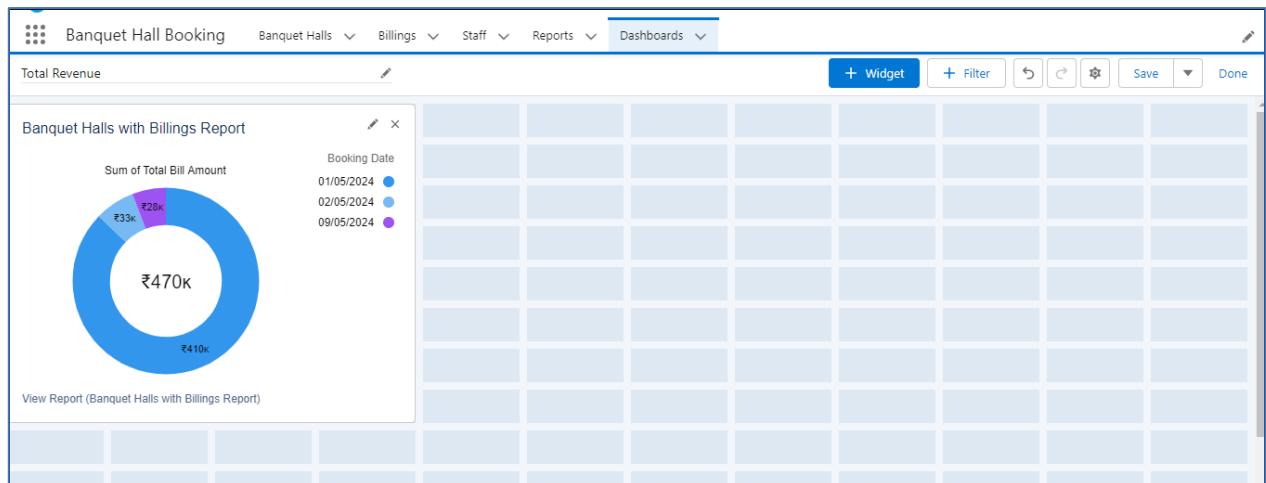 Banquet Hall Booking Banquet Halls Billings Staff Reports Dashboards
Total Revenue + Widget + Filter Save Done
Banquet Halls with Billings Report
Booking Date
Sum of Total Bill Amount
01/05/2024
02/05/2024
09/05/2024
₹28K
₹33K
₹470K
₹410K
View Report (Banquet Halls with Billings Report)